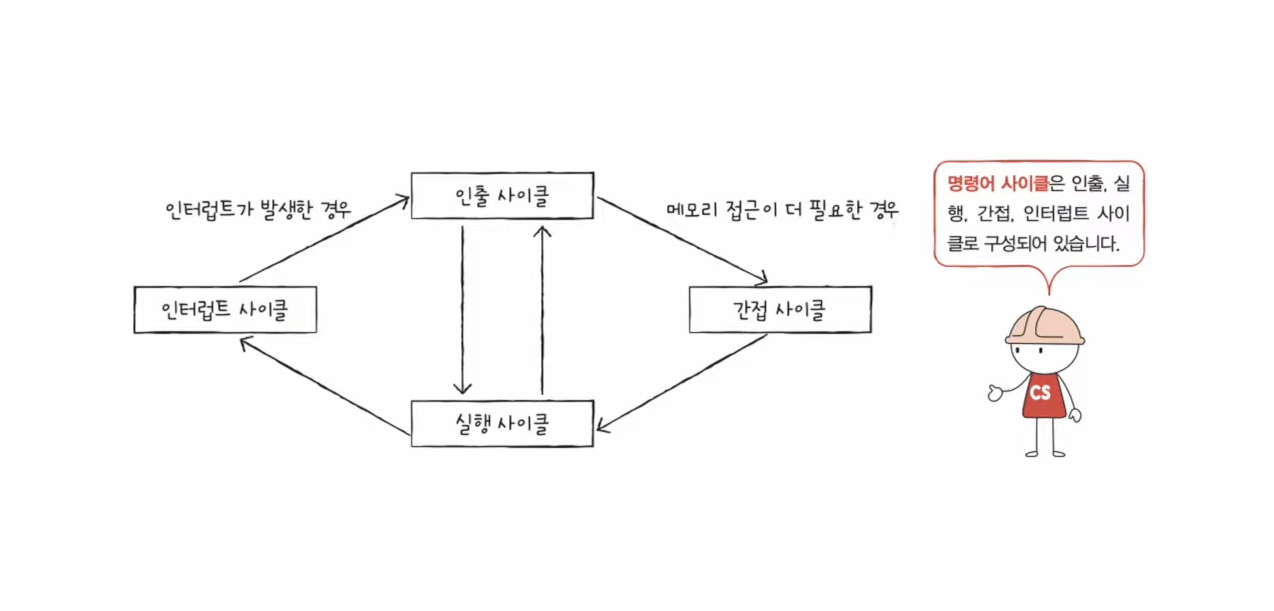 인출 사이클
인터럽트가 발생한 경우
메모리 접근이 더 필요한 경우
인터럽트 사이클
간접 사이클
실행 사이클
명령어 사이클은 인출, 실
행, 간접, 인터럽트 사이
클로 구성되어 있습니다.
CS